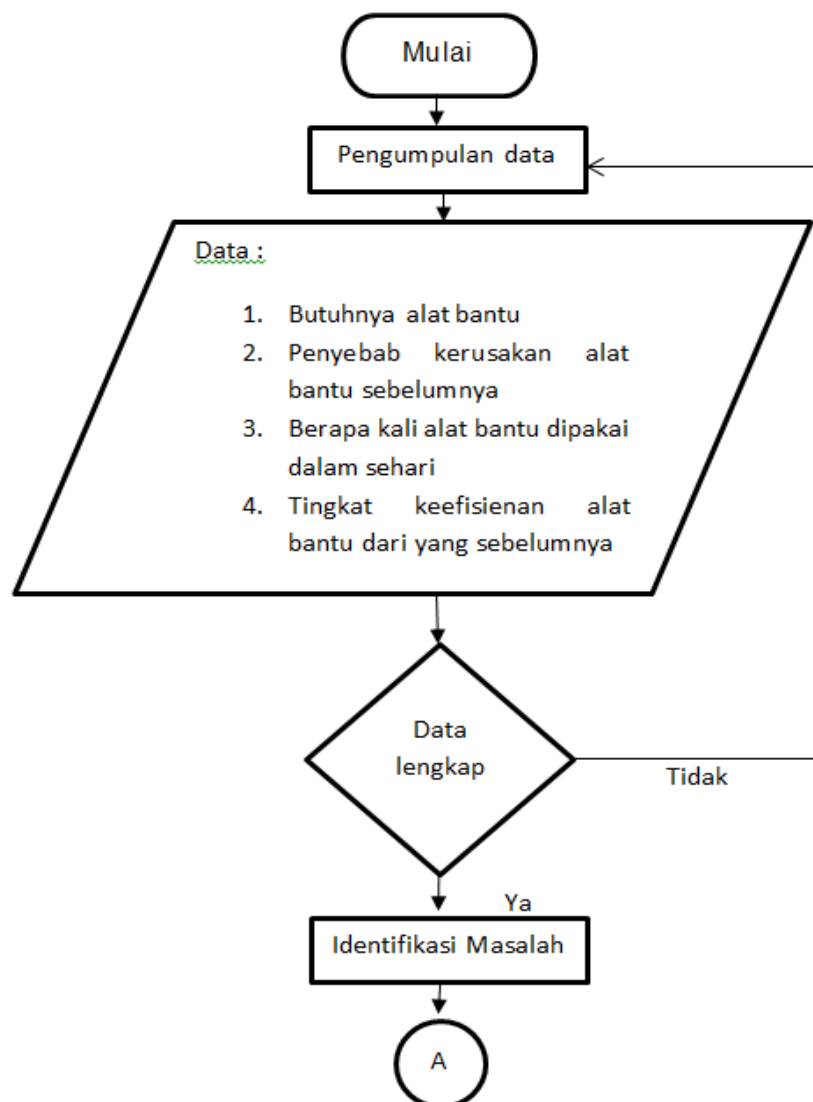 Mulai
Pengumpulan data
Data :
1. Butuhnya alat bantu
2. Penyebab kerusakan alat
bantu sebelumnya
3. Berapa kali alat bantu dipakai
dalam sehari
4. Tingkat keefisienan alat
bantu dari yang sebelumnya
Data
lengkap
Tidak
Ya
Identifikasi Masalah
A